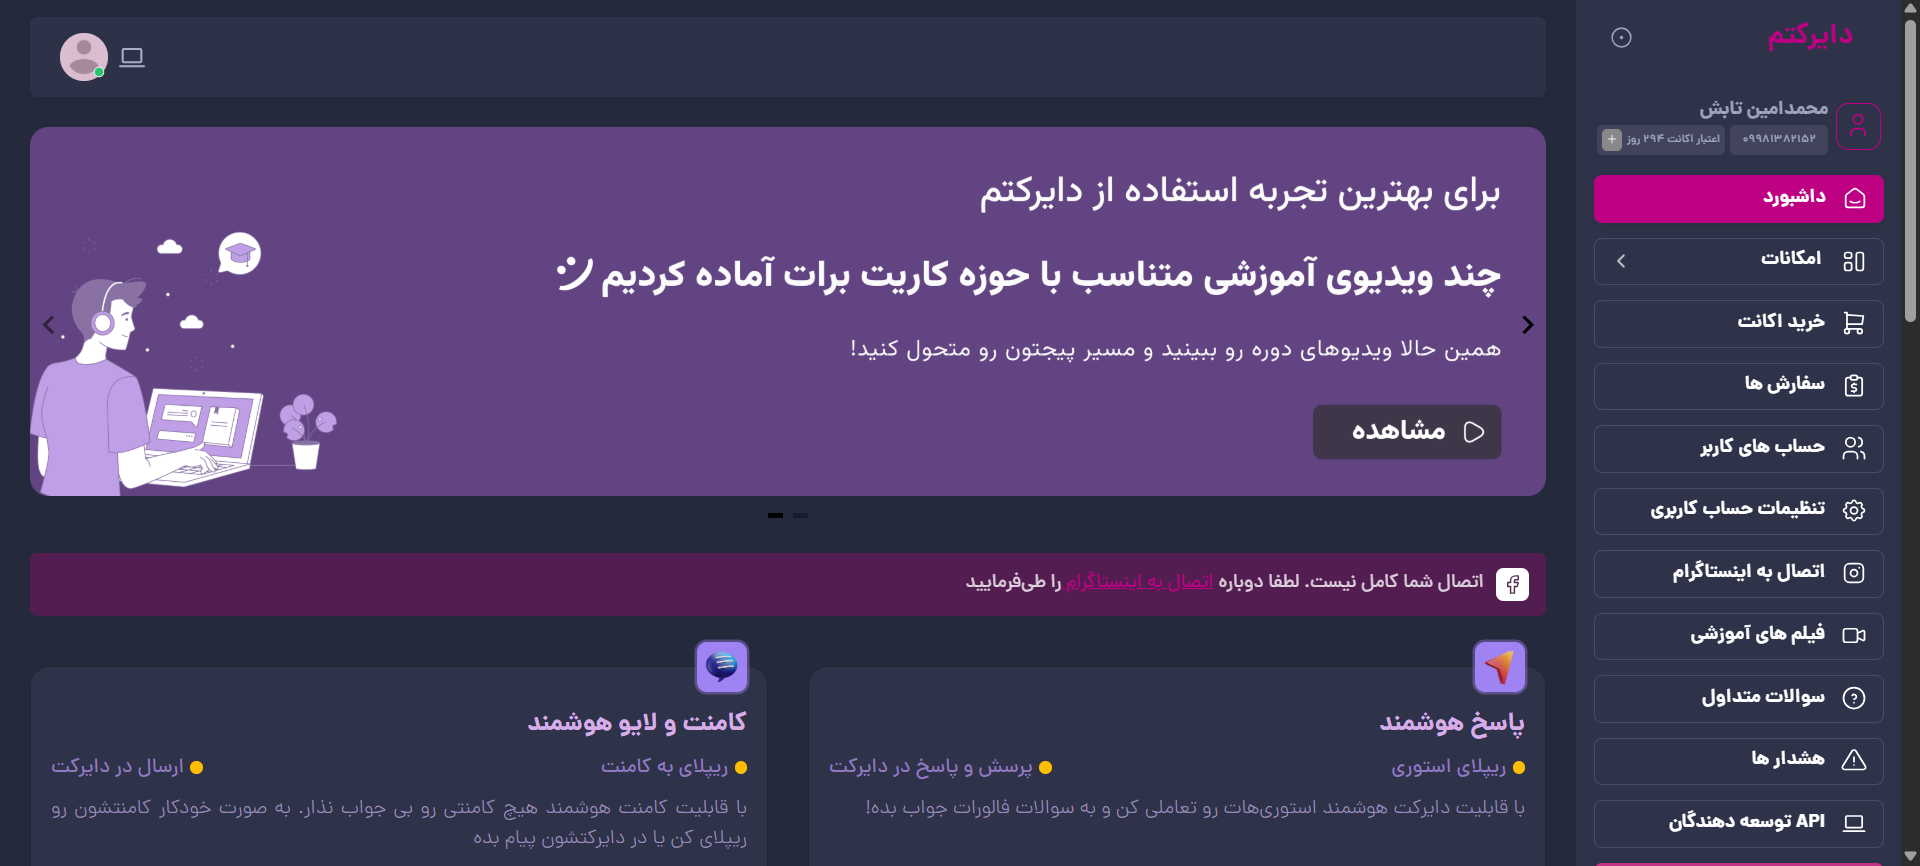 دایرکتم
محمدامین تابش
۰۹۹۸۱۳۸۲۱۵۲
اعتبار اکانت ۲۹۴ روز
+
داشبورد
امکانات
خرید اکانت
سفارش ها
حساب های کاربر
تنظیمات حساب کاربری
اتصال به اینستاگرام
فیلم های آموزشی
سوالات متداول
هشدار ها
API توسعه دهندگان
برای بهترین تجربه استفاده از دایرکتم
چند ویدیوی آموزشی متناسب با حوزه کاریت برات آماده کردیم
همین حالا ویدیوهای دوره رو ببینید و مسیر پیجتون رو متحول کنید!
مشاهده
اتصال شما کامل نیست. لطفا دوباره اتصال به اینستاگرام را طی‌فرمایید
پاسخ هوشمند
ریپلای استوری
پرسش و پاسخ در دایرکت
با قابلیت دایرکت هوشمند استوری‌هات رو تعاملی کن و به سوالات فالورات جواب بده!
کامنت و لایو هوشمند
ریپلای به کامنت
ارسال در دایرکت
با قابلیت کامنت هوشمند هیچ کامنتی رو بی جواب نذار. به صورت خودکار کامنتشون رو
ریپلای کن یا در دایرکتشون پیام بده